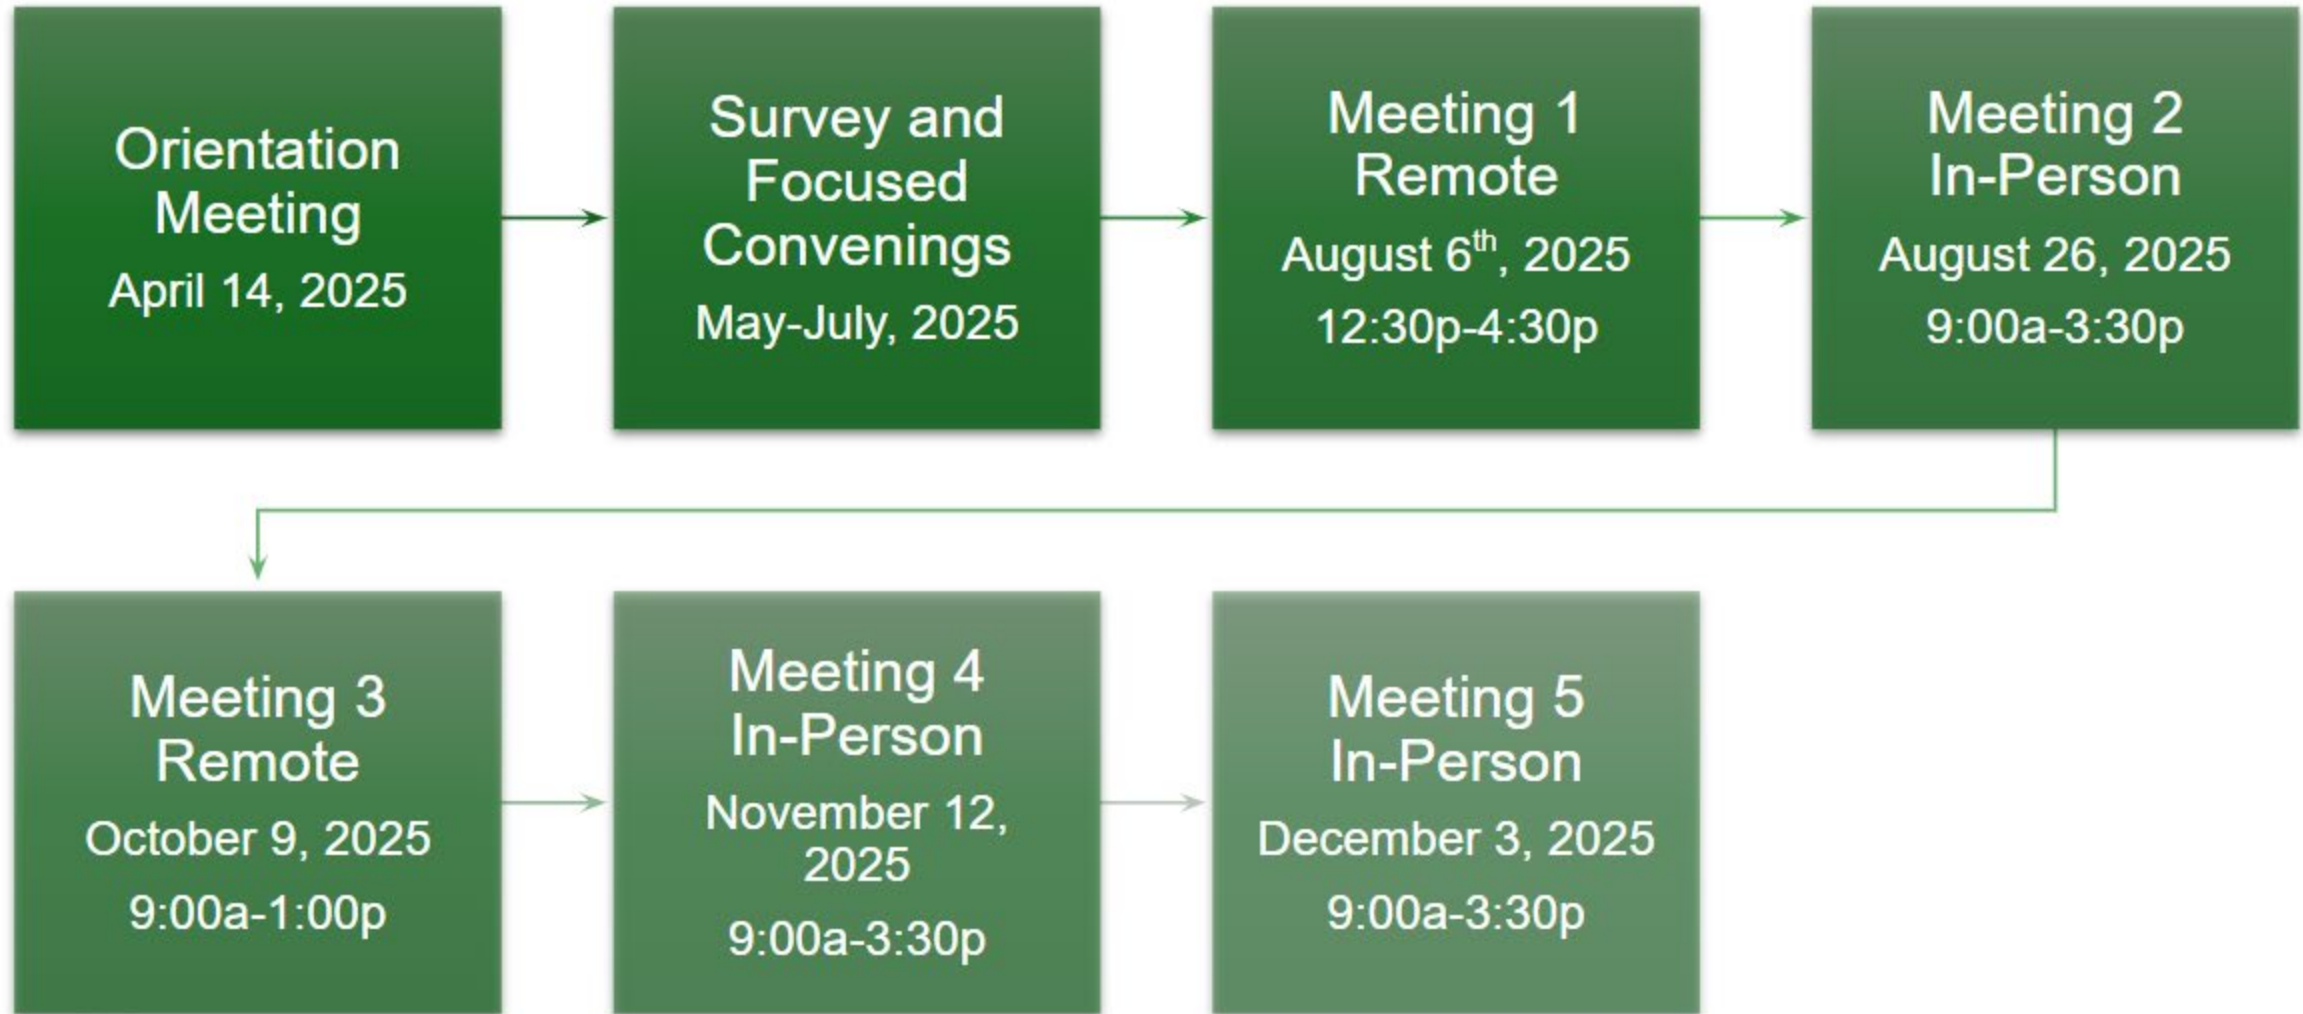 Orientation
Meeting
April 14, 2025
Survey and
Focused
Convenings
May-July, 2025
Meeting 1
Remote
August 6th, 2025
12:30p-4:30p
Meeting 2
In-Person
August 26, 2025
9:00a-3:30p
Meeting 3
Remote
October 9, 2025
9:00a-1:00p
Meeting 4
In-Person
November 12,
2025
9:00a-3:30p
Meeting 5
In-Person
December 3, 2025
9:00a-3:30p